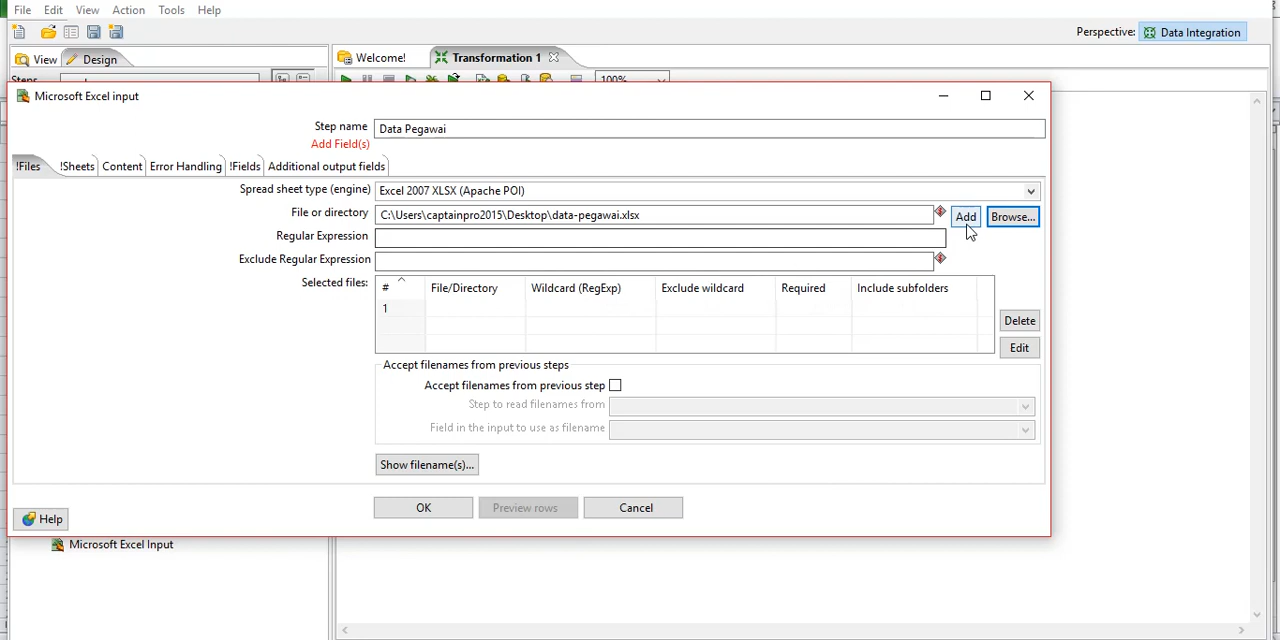 File Edit View Action Tools Help
Perspective: Data Integration
View Design Welcome! Transformation 1
Steps 100%
Microsoft Excel input
Step name Data Pegawai
Add Field(s)
!Files !Sheets Content Error Handling !Fields Additional output fields
Spread sheet type (engine) Excel 2007 XLSX (Apache POI)
File or directory C:\Users\captainpro2015\Desktop\data-pegawai.xlsx Add Browse...
Regular Expression
Exclude Regular Expression
Selected files: # File/Directory Wildcard (RegExp) Exclude wildcard Required Include subfolders
1
Delete
Edit
Accept filenames from previous steps
Accept filenames from previous step
Step to read filenames from
Field in the input to use as filename
Show filename(s)...
OK Preview rows Cancel
Help
Microsoft Excel Input